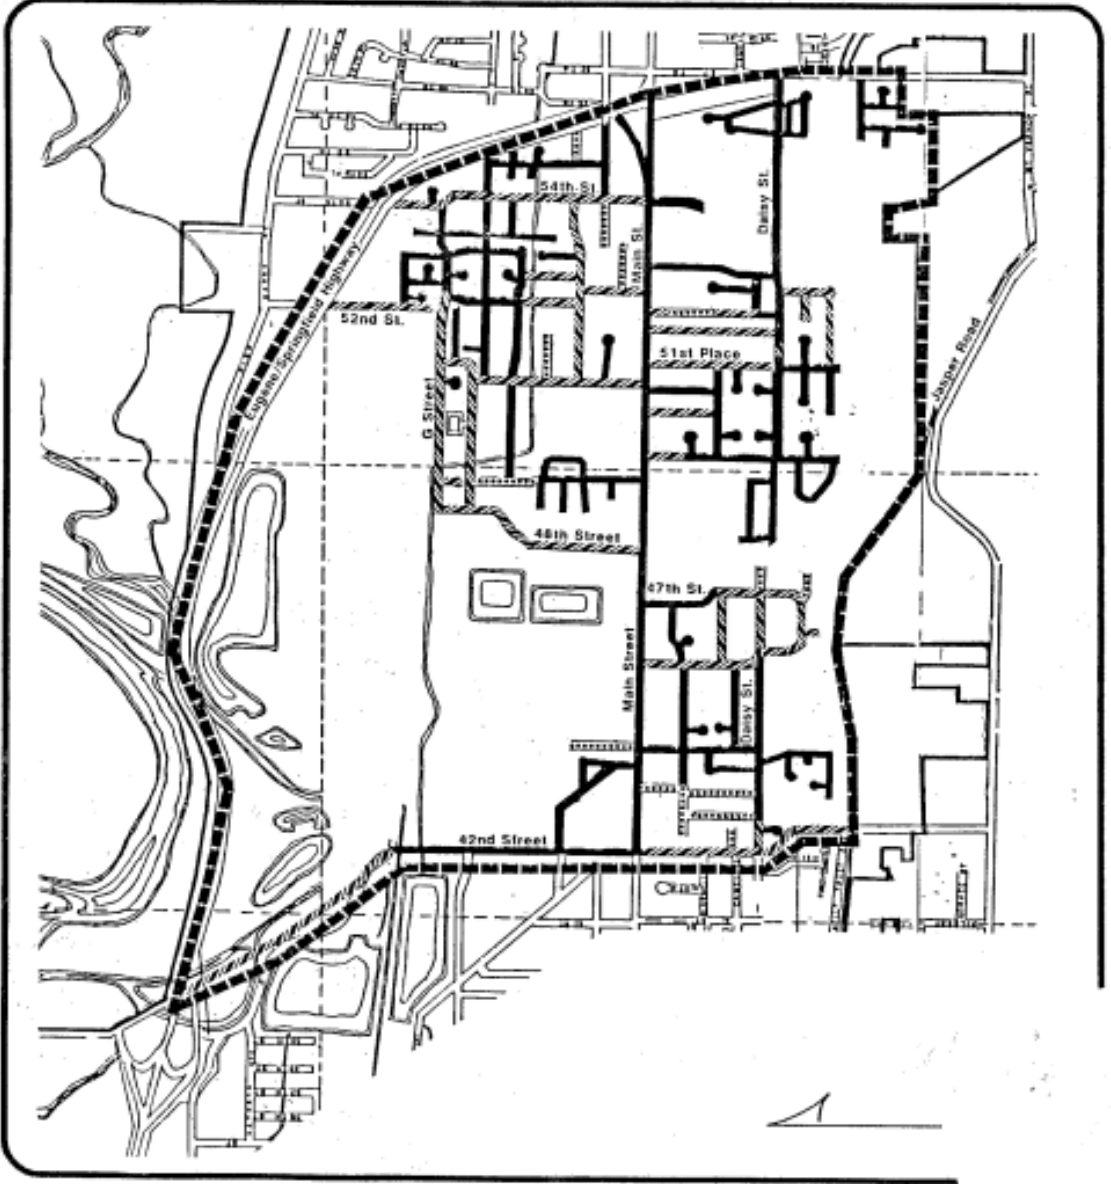 54th St.
Daisy St.
Main St.
Eugene/Springfield Highway
52nd St.
51st Place
Jasper Road
G Street
48th Street
47th St.
Main Street
Daisy St.
42nd Street